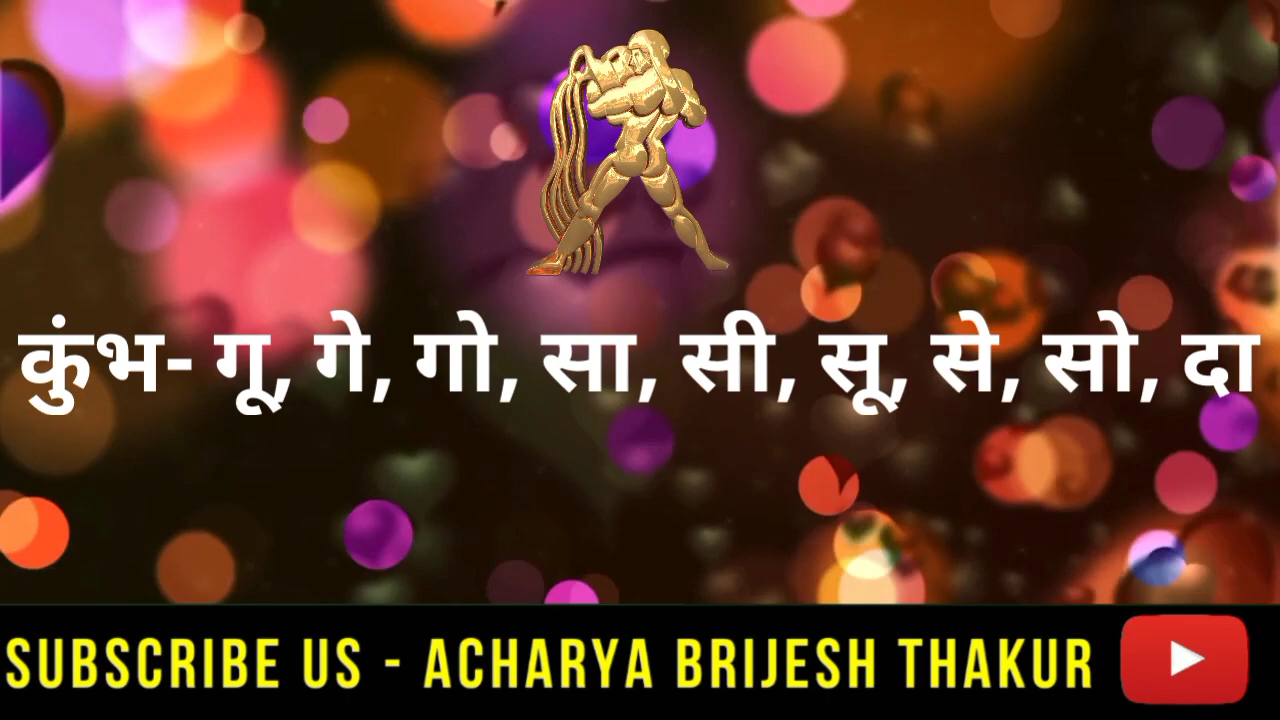 कुंभ- गू, गे, गो, सा, सी, सू, से, सो, दा
SUBSCRIBE US - ACHARYA BRIJESH THAKUR